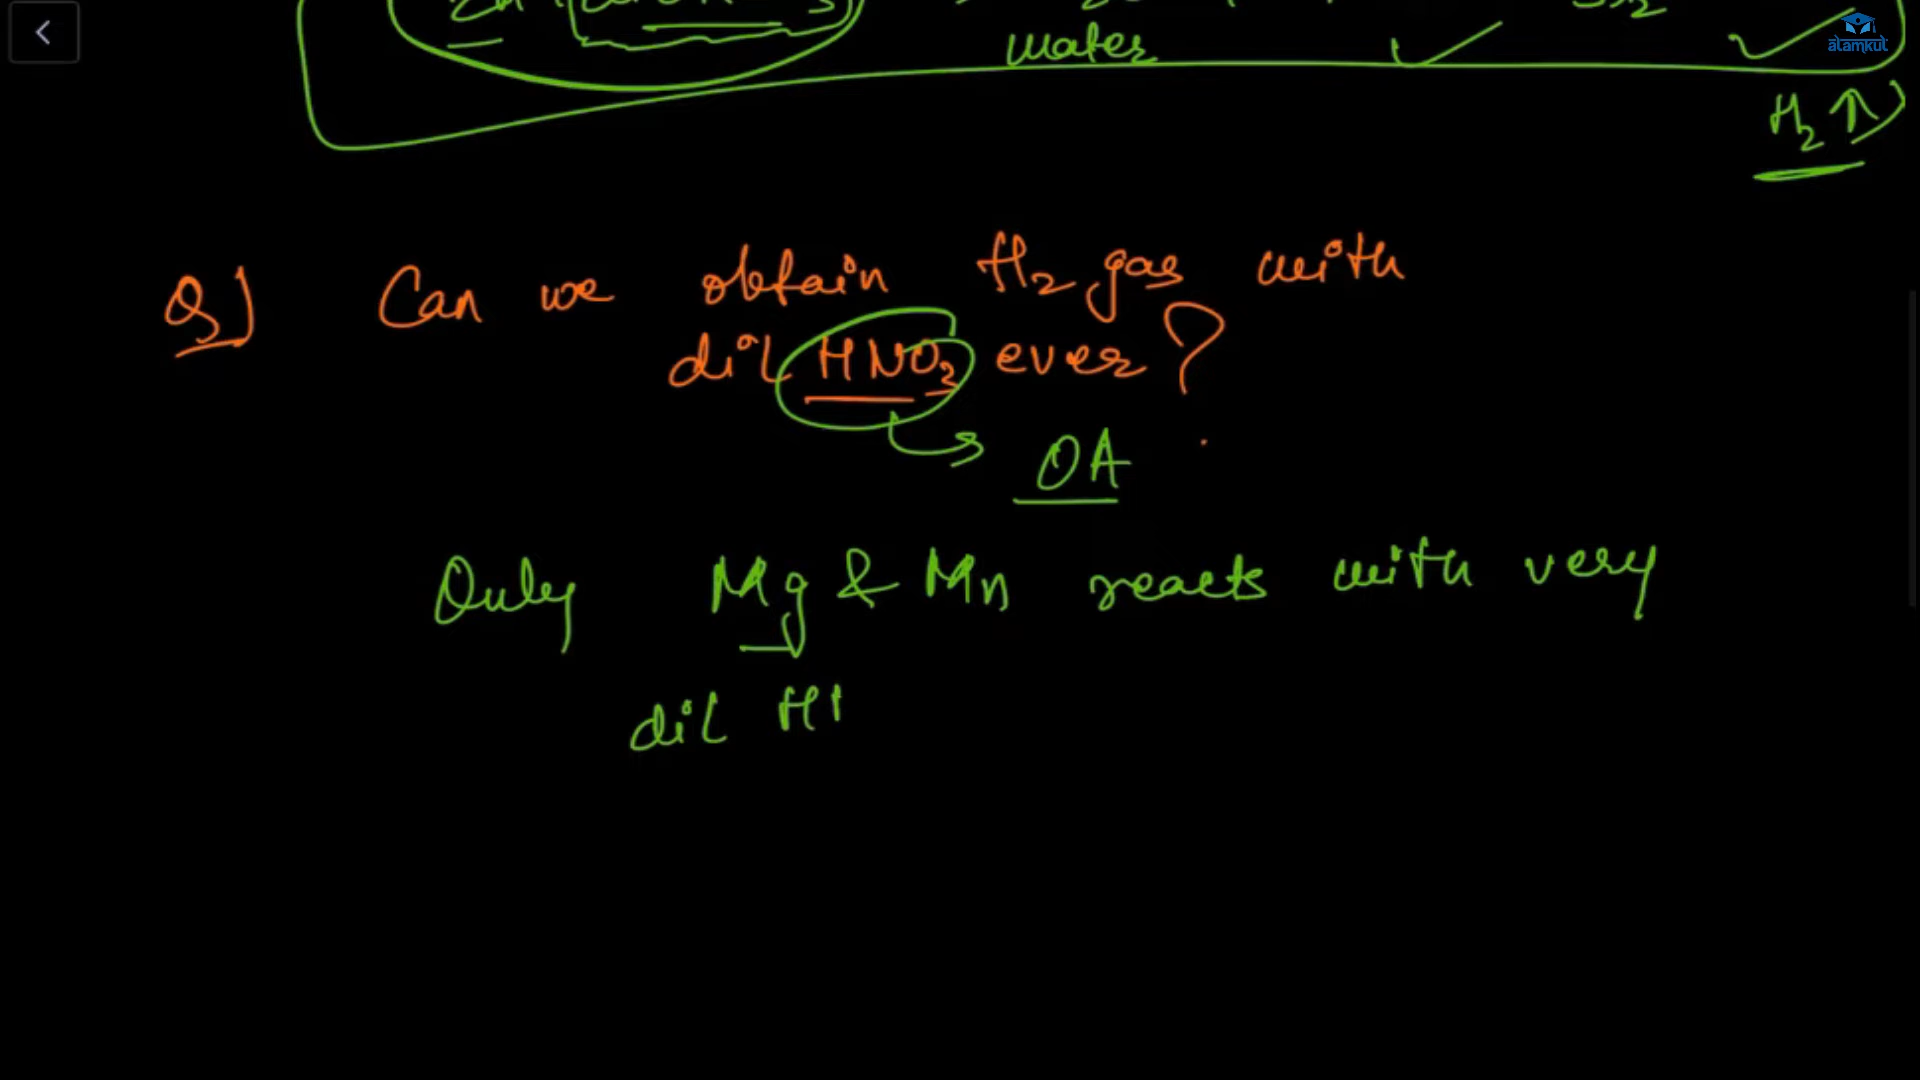 water
alamkut
H₂ ↑
Q] Can we obtain H₂ gas with
dil HNO₃ ever?
OA
Only Mg & Mn reacts with very
dil H